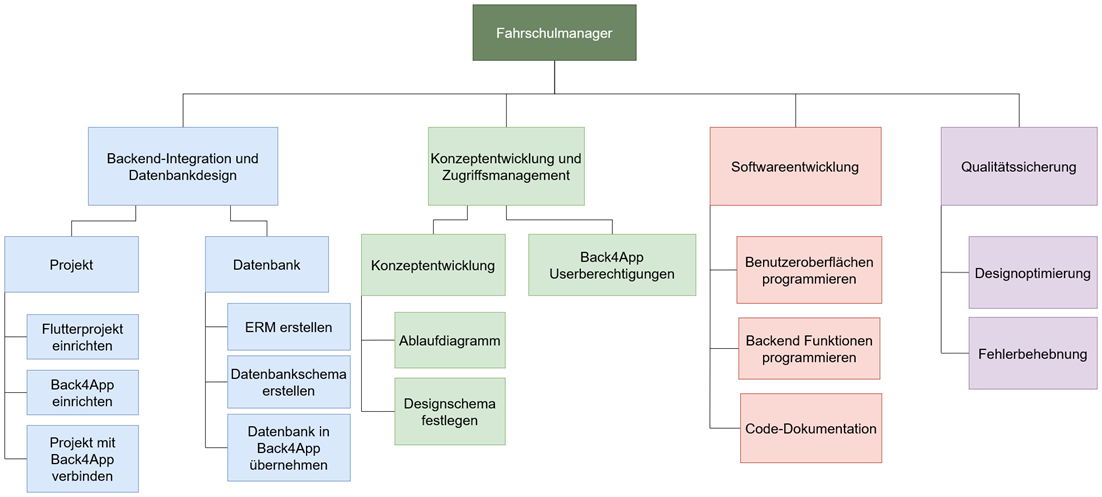 Fahrschulmanager
Backend-Integration und
Datenbankdesign
Konzeptentwicklung und
Zugriffsmanagement
Softwareentwicklung
Qualitätssicherung
Projekt
Datenbank
Konzeptentwicklung
Back4App
Userberechtigungen
Benutzeroberflächen
programmieren
Designoptimierung
Flutterprojekt
einrichten
ERM erstellen
Ablaufdiagramm
Backend Funktionen
programmieren
Fehlerbehebnung
Back4App
einrichten
Datenbankschema
erstellen
Designschema
festlegen
Code-Dokumentation
Projekt mit
Back4App
verbinden
Datenbank in
Back4App
übernehmen